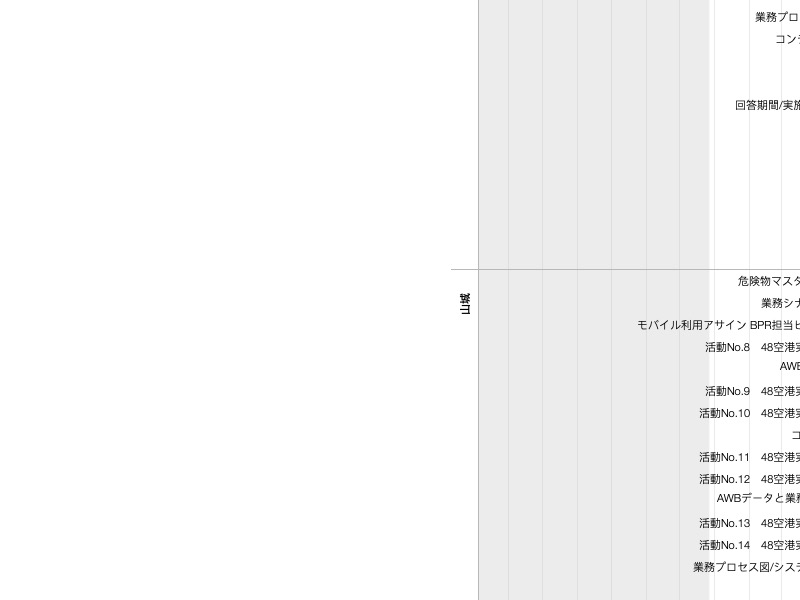 業務プロ
コン
回答期間/実施
危険物マスタ
業務シナ
モバイル利用アサイン BPR担当ヒ
活動No.8　48空港実
AWB
活動No.9　48空港実
活動No.10　48空港実
コ
活動No.11　48空港実
活動No.12　48空港実
AWBデータと業務
活動No.13　48空港実
活動No.14　48空港実
業務プロセス図/システ